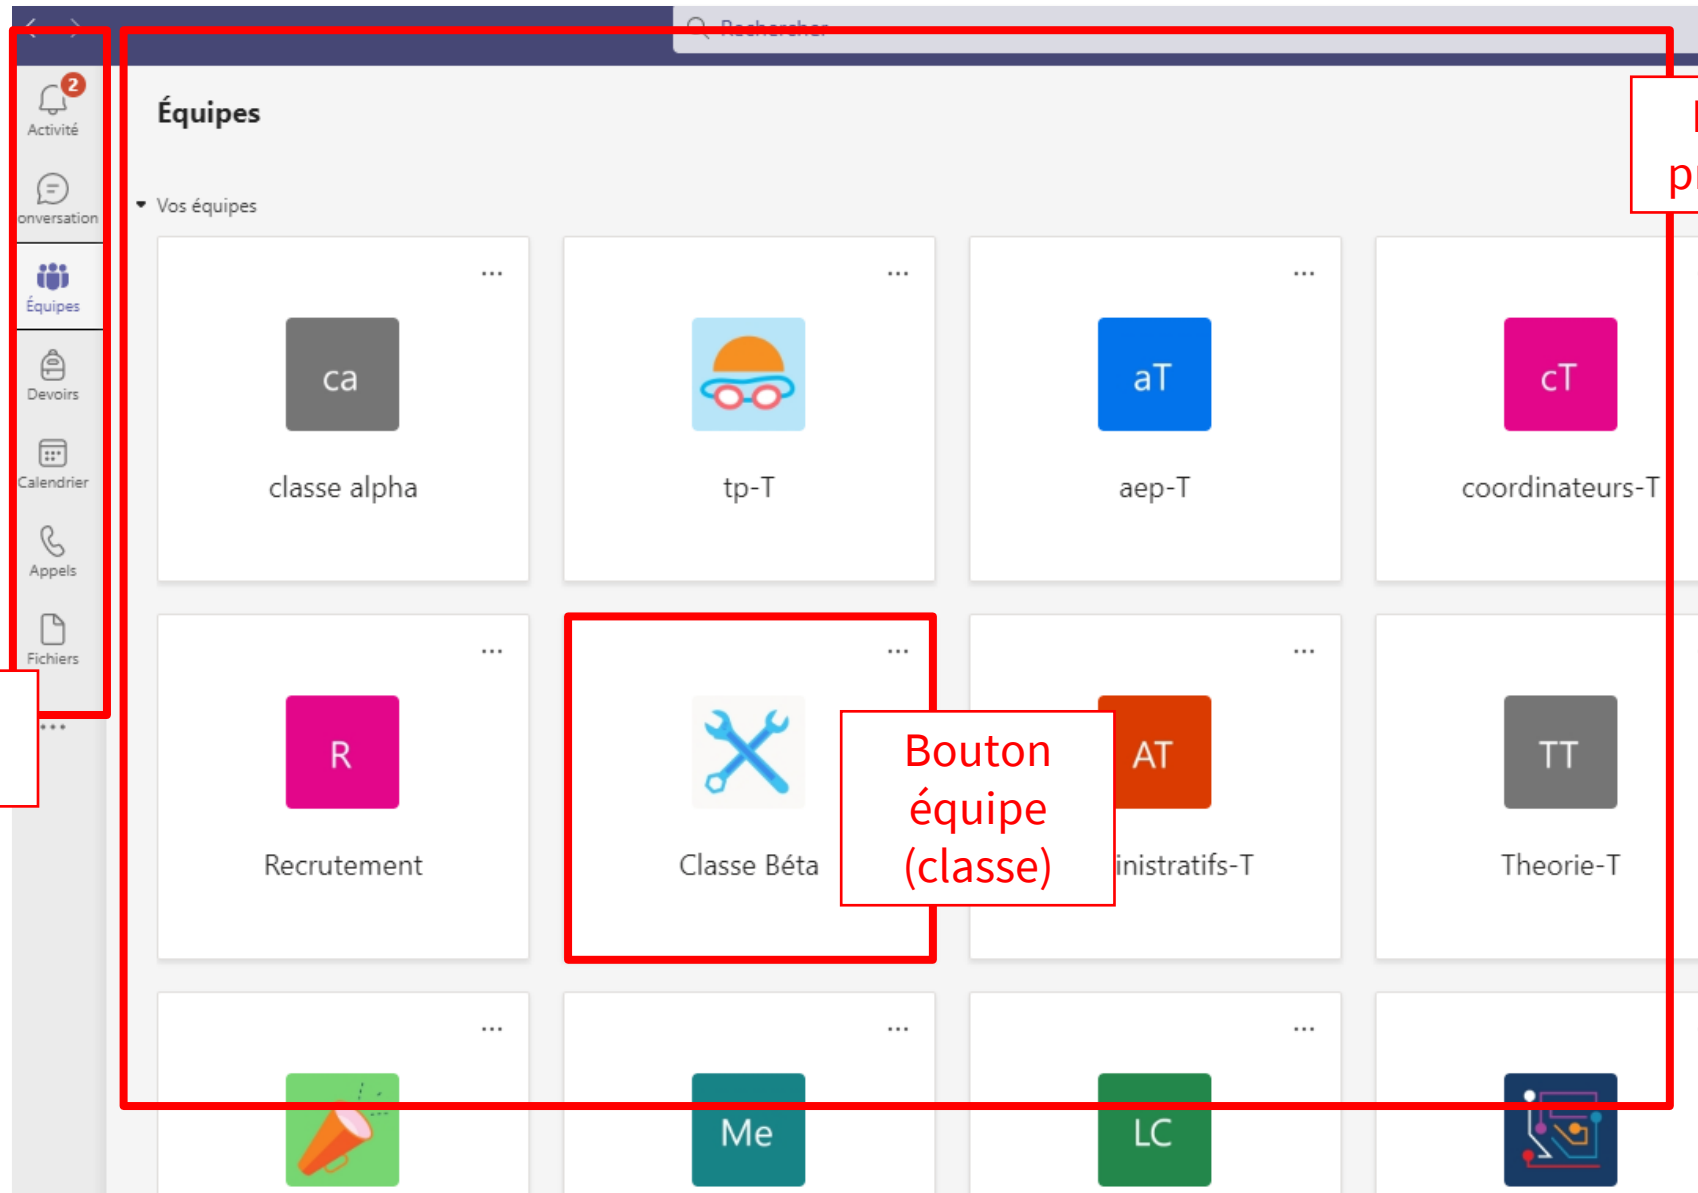 Rechercher
2
Activité
onversation
Équipes
Devoirs
Calendrier
Appels
Fichiers
Équipes
Vos équipes
ca
aT
cT
classe alpha
tp-T
aep-T
coordinateurs-T
R
AT
TT
Bouton
équipe
(classe)
Recrutement
Classe Béta
inistratifs-T
Theorie-T
Me
LC